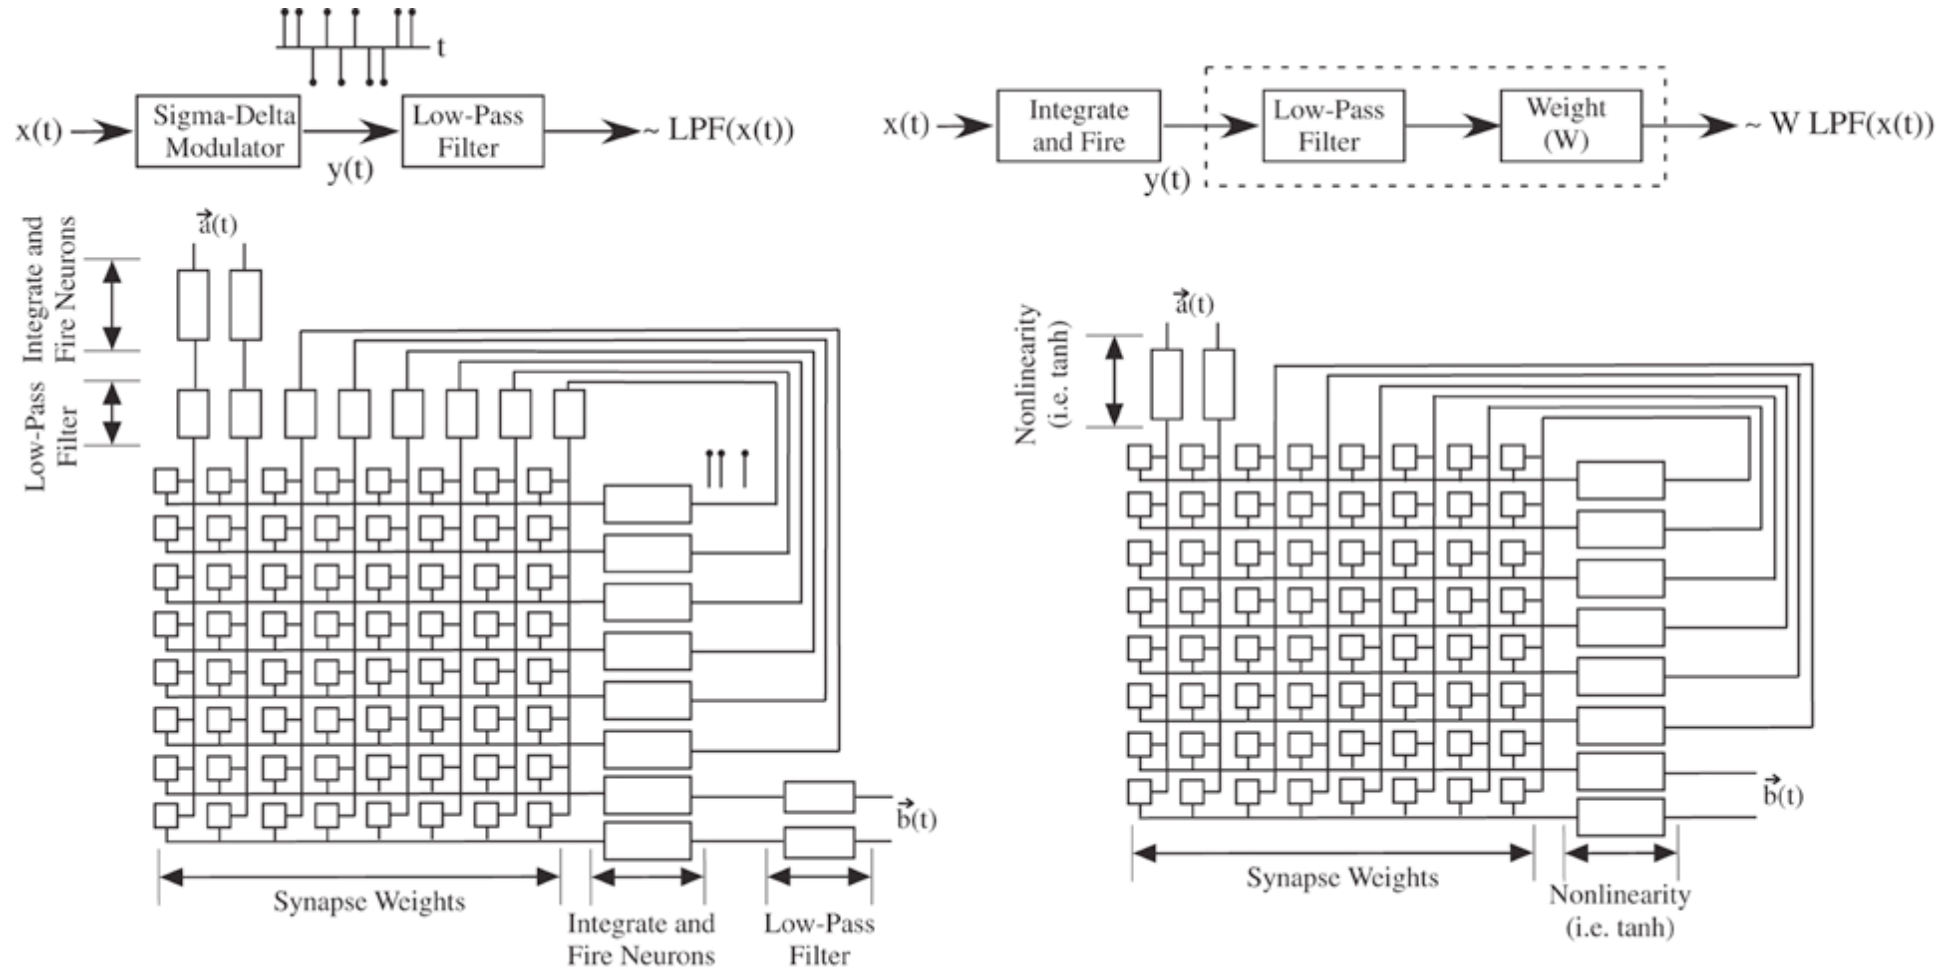 t
x(t)
Sigma-Delta
Modulator
y(t)
Low-Pass
Filter
~ LPF(x(t))
x(t)
Integrate
and Fire
y(t)
Low-Pass
Filter
Weight
(W)
~ W LPF(x(t))
Integrate and
Fire Neurons
a(t)
Low-Pass
Filter
b(t)
Synapse Weights
Integrate and
Fire Neurons
Low-Pass
Filter
Nonlinearity
(i.e. tanh)
a(t)
b(t)
Synapse Weights
Nonlinearity
(i.e. tanh)